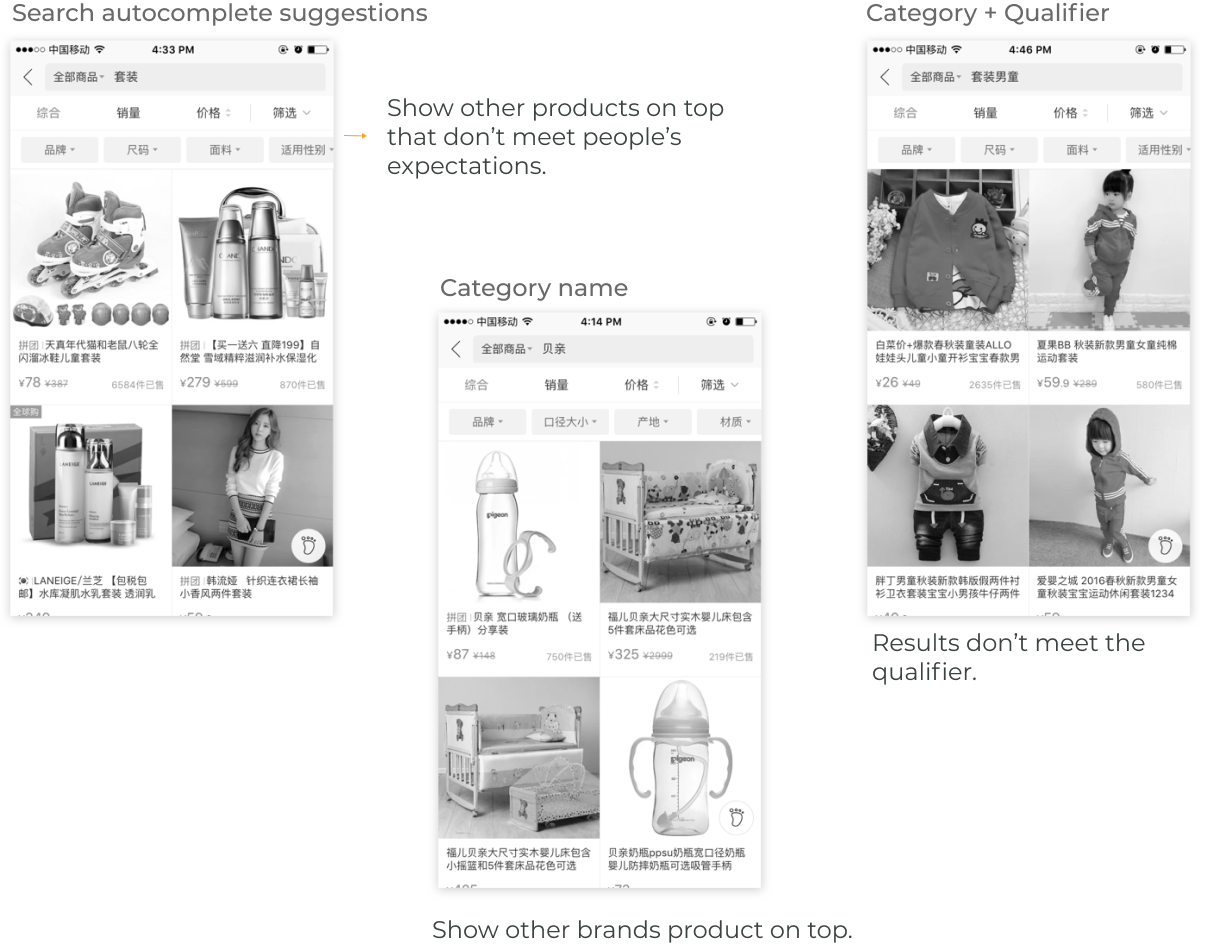 Search autocomplete suggestions
中国移动
4:33 PM
全部商品
套装
综合
销量
价格
筛选
品牌
尺码
面料
适用性别
CHANDO
拼团|天真年代猫和老鼠八轮全
闪溜冰鞋儿童套装
¥78 ¥387
6584件已售
拼团|【买一送六 直降199】自
然堂 雪域精粹滋润补水保湿化
¥279 ¥599
870件已售
全球购
LANEIGE
|LANEIGE/兰芝 【包税包
邮】水库凝肌水乳套装 透润乳
拼团|韩流娅 针织连衣裙长袖
小香风两件套装
Show other products on top
that don’t meet people’s
expectations.
Category name
中国移动
4:14 PM
全部商品
贝亲
综合
销量
价格
筛选
品牌
口径大小
产地
材质
pigeon
拼团|贝亲 宽口玻璃奶瓶 (送
手柄)分享装
¥87 ¥148
750件已售
福儿贝亲大尺寸实木婴儿床包含
5件套床品花色可选
¥325 ¥2999
219件已售
福儿贝亲大尺寸实木婴儿床包含
小摇篮和5件套床品花色可选
pigeon
贝亲奶瓶ppsu奶瓶宽口径奶瓶
婴儿防摔奶瓶可选吸管手柄
Show other brands product on top.
Category + Qualifier
中国移动
4:46 PM
全部商品
套装男童
综合
销量
价格
筛选
品牌
尺码
面料
适用性别
白菜价+爆款春秋装童装ALLO
娃娃头儿童小童开衫宝宝春款男
¥26 ¥49
2635件已售
夏果BB 秋装新款男童女童纯棉
运动套装
¥59.9 ¥289
580件已售
胖丁男童秋装新款韩版假两件衬
衫卫衣套装宝宝小男孩牛仔两件
爱婴之城 2016春秋新款男童女
童秋装宝宝运动休闲套装1234
Results don’t meet the
qualifier.